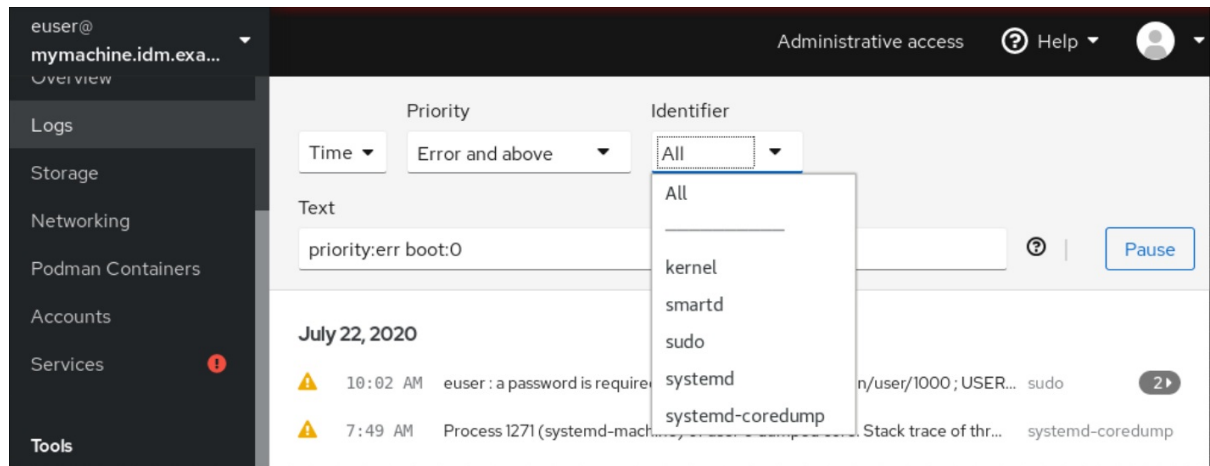 euser@
mymachine.idm.exa...
Administrative access
Help
Overview
Logs
Storage
Networking
Podman Containers
Accounts
Services
Tools
Priority
Identifier
Time
Error and above
All
All
kernel
smartd
sudo
systemd
systemd-coredump
Text
priority:err boot:0
Pause
July 22, 2020
10:02 AM euser : a password is require n/user/1000 ; USER... sudo 2
7:49 AM Process 1271 (systemd-mach Stack trace of thr... systemd-coredump